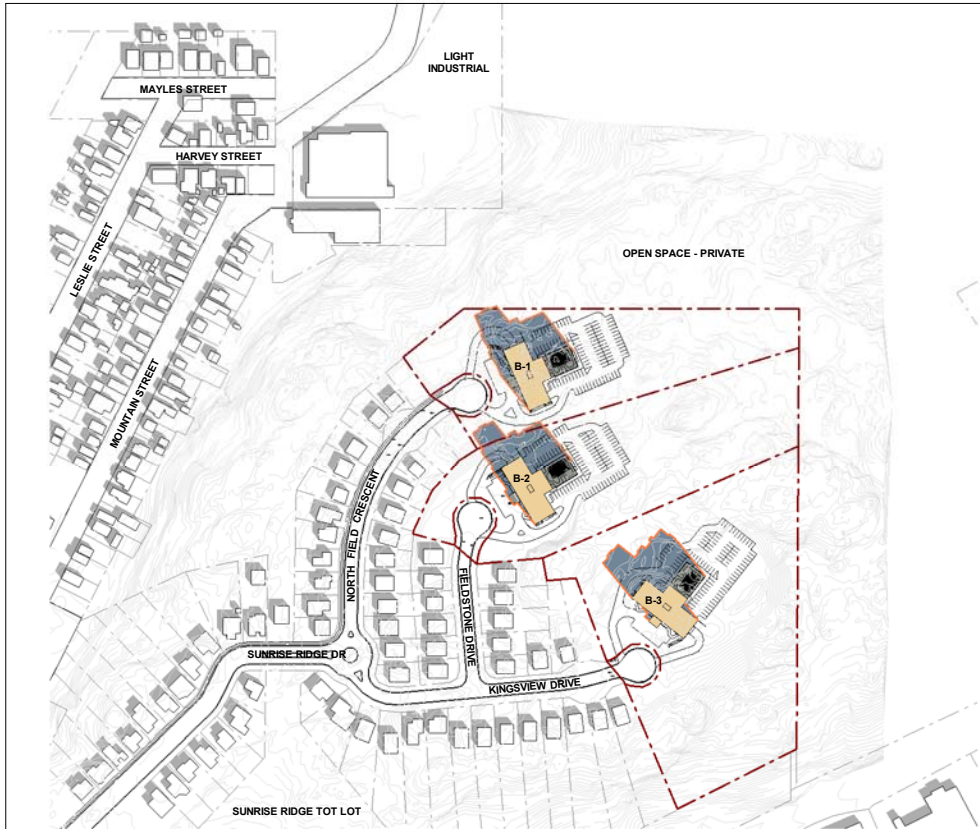 LIGHT
INDUSTRIAL
MAYLES STREET
HARVEY STREET
LESLIE STREET
OPEN SPACE - PRIVATE
MOUNTAIN STREET
B-1
B-2
NORTH FIELD CRESCENT
FIELDSTONE DRIVE
B-3
SUNRISE RIDGE DR
KINGSVIEW DRIVE
SUNRISE RIDGE TOT LOT